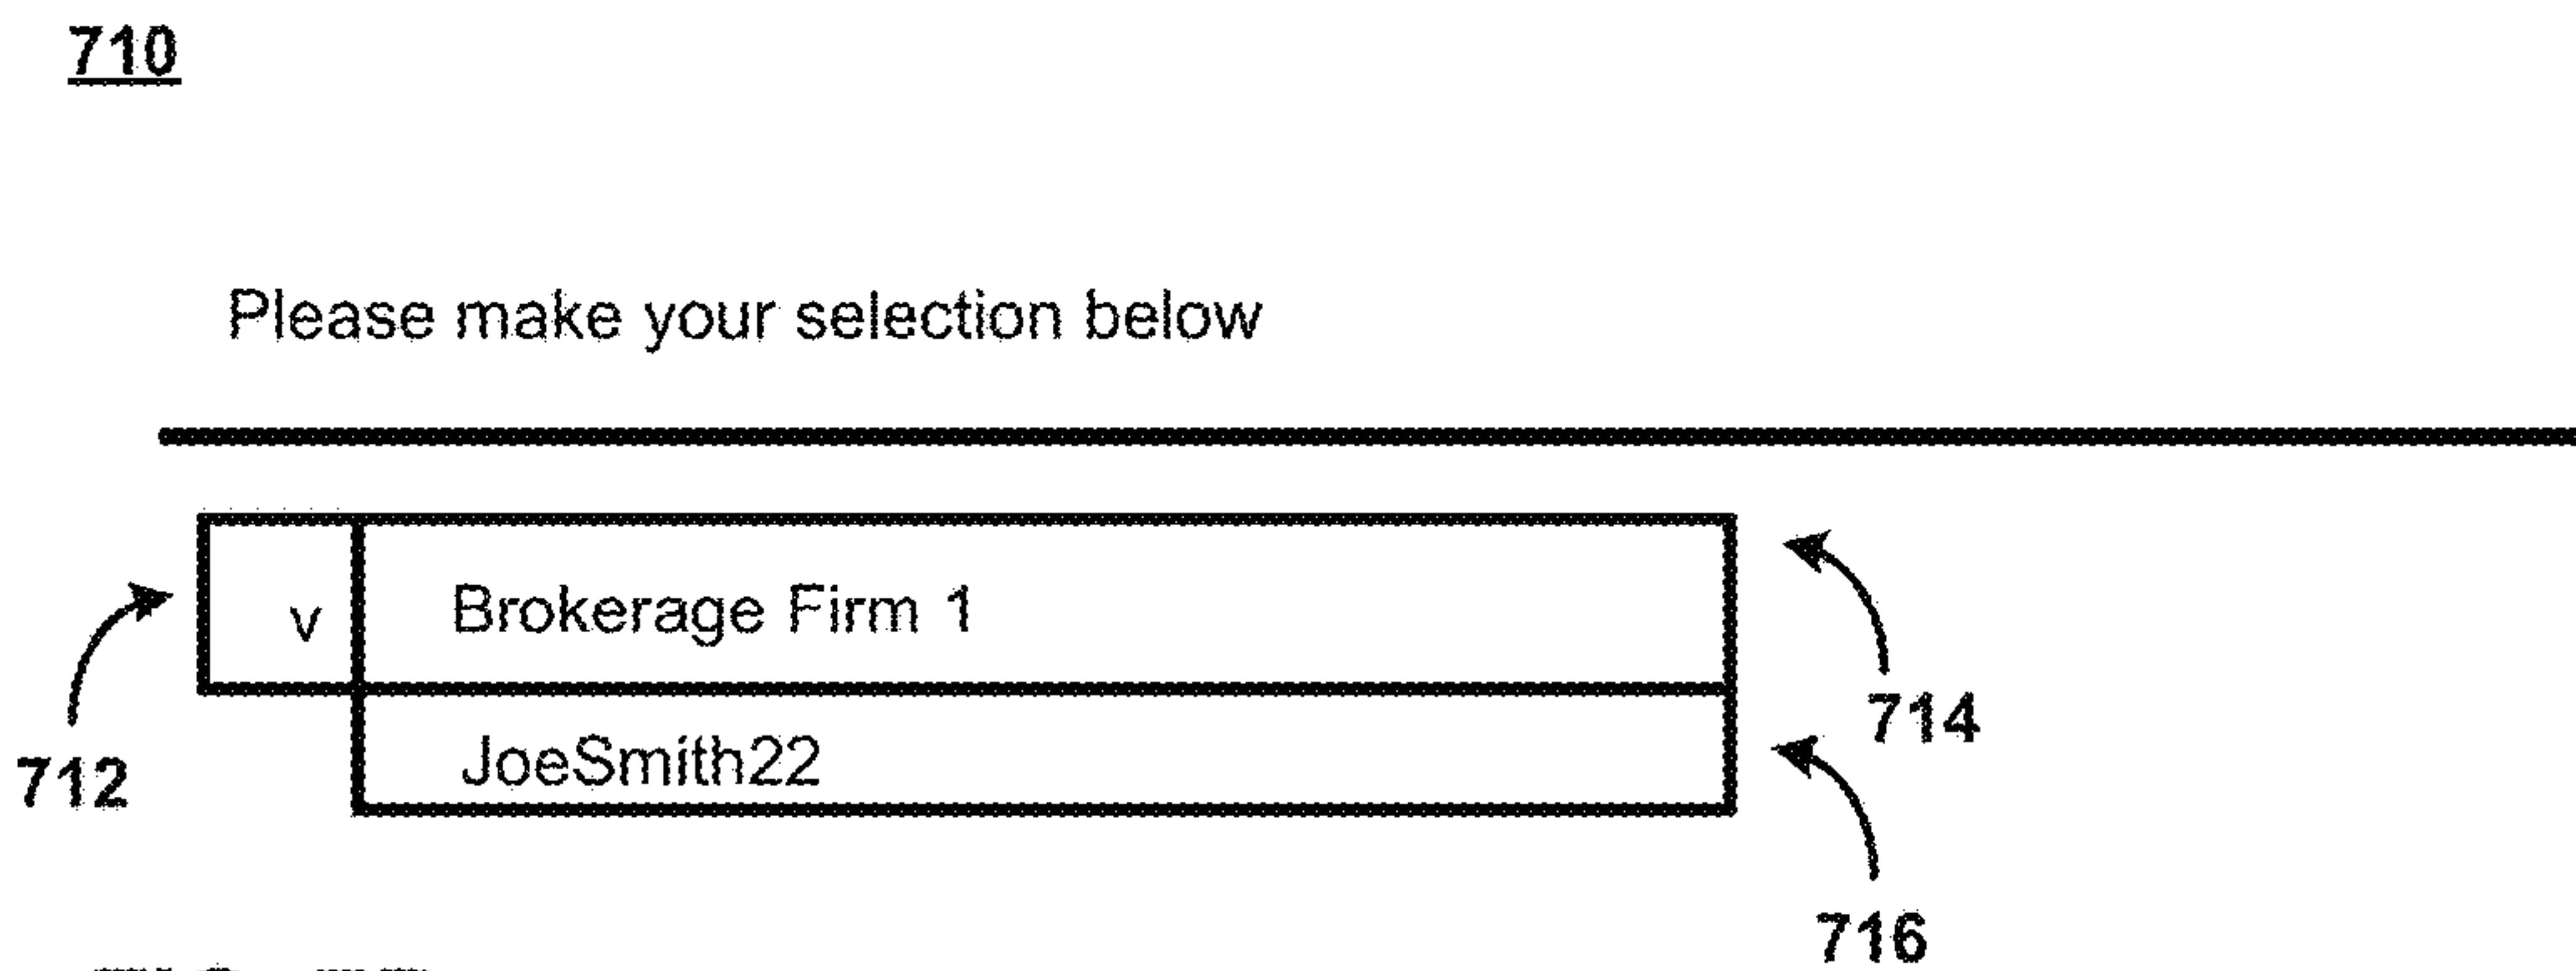 710
Please make your selection below
v Brokerage Firm 1
714
JoeSmith22
712
716